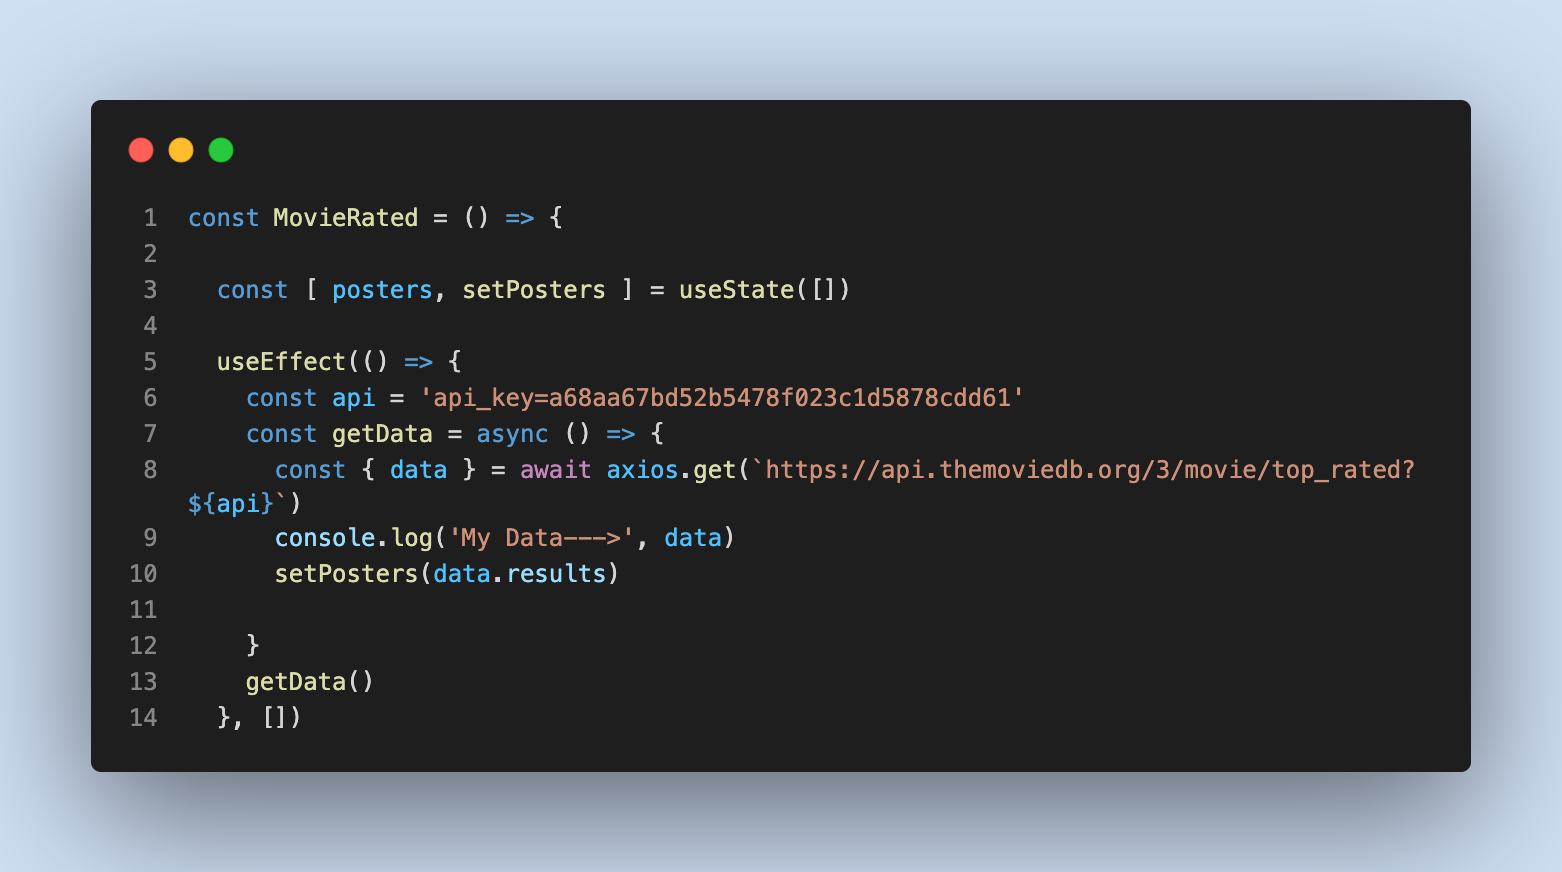 1 const MovieRated = () => {
2
3 const [ posters, setPosters ] = useState([])
4
5 useEffect(() => {
6 const api = 'api_key=a68aa67bd52b5478f023c1d5878cdd61'
7 const getData = async () => {
8 const { data } = await axios.get(`https://api.themoviedb.org/3/movie/top_rated?
${api}`)
9 console.log('My Data--->', data)
10 setPosters(data.results)
11
12 }
13 getData()
14 }, [])